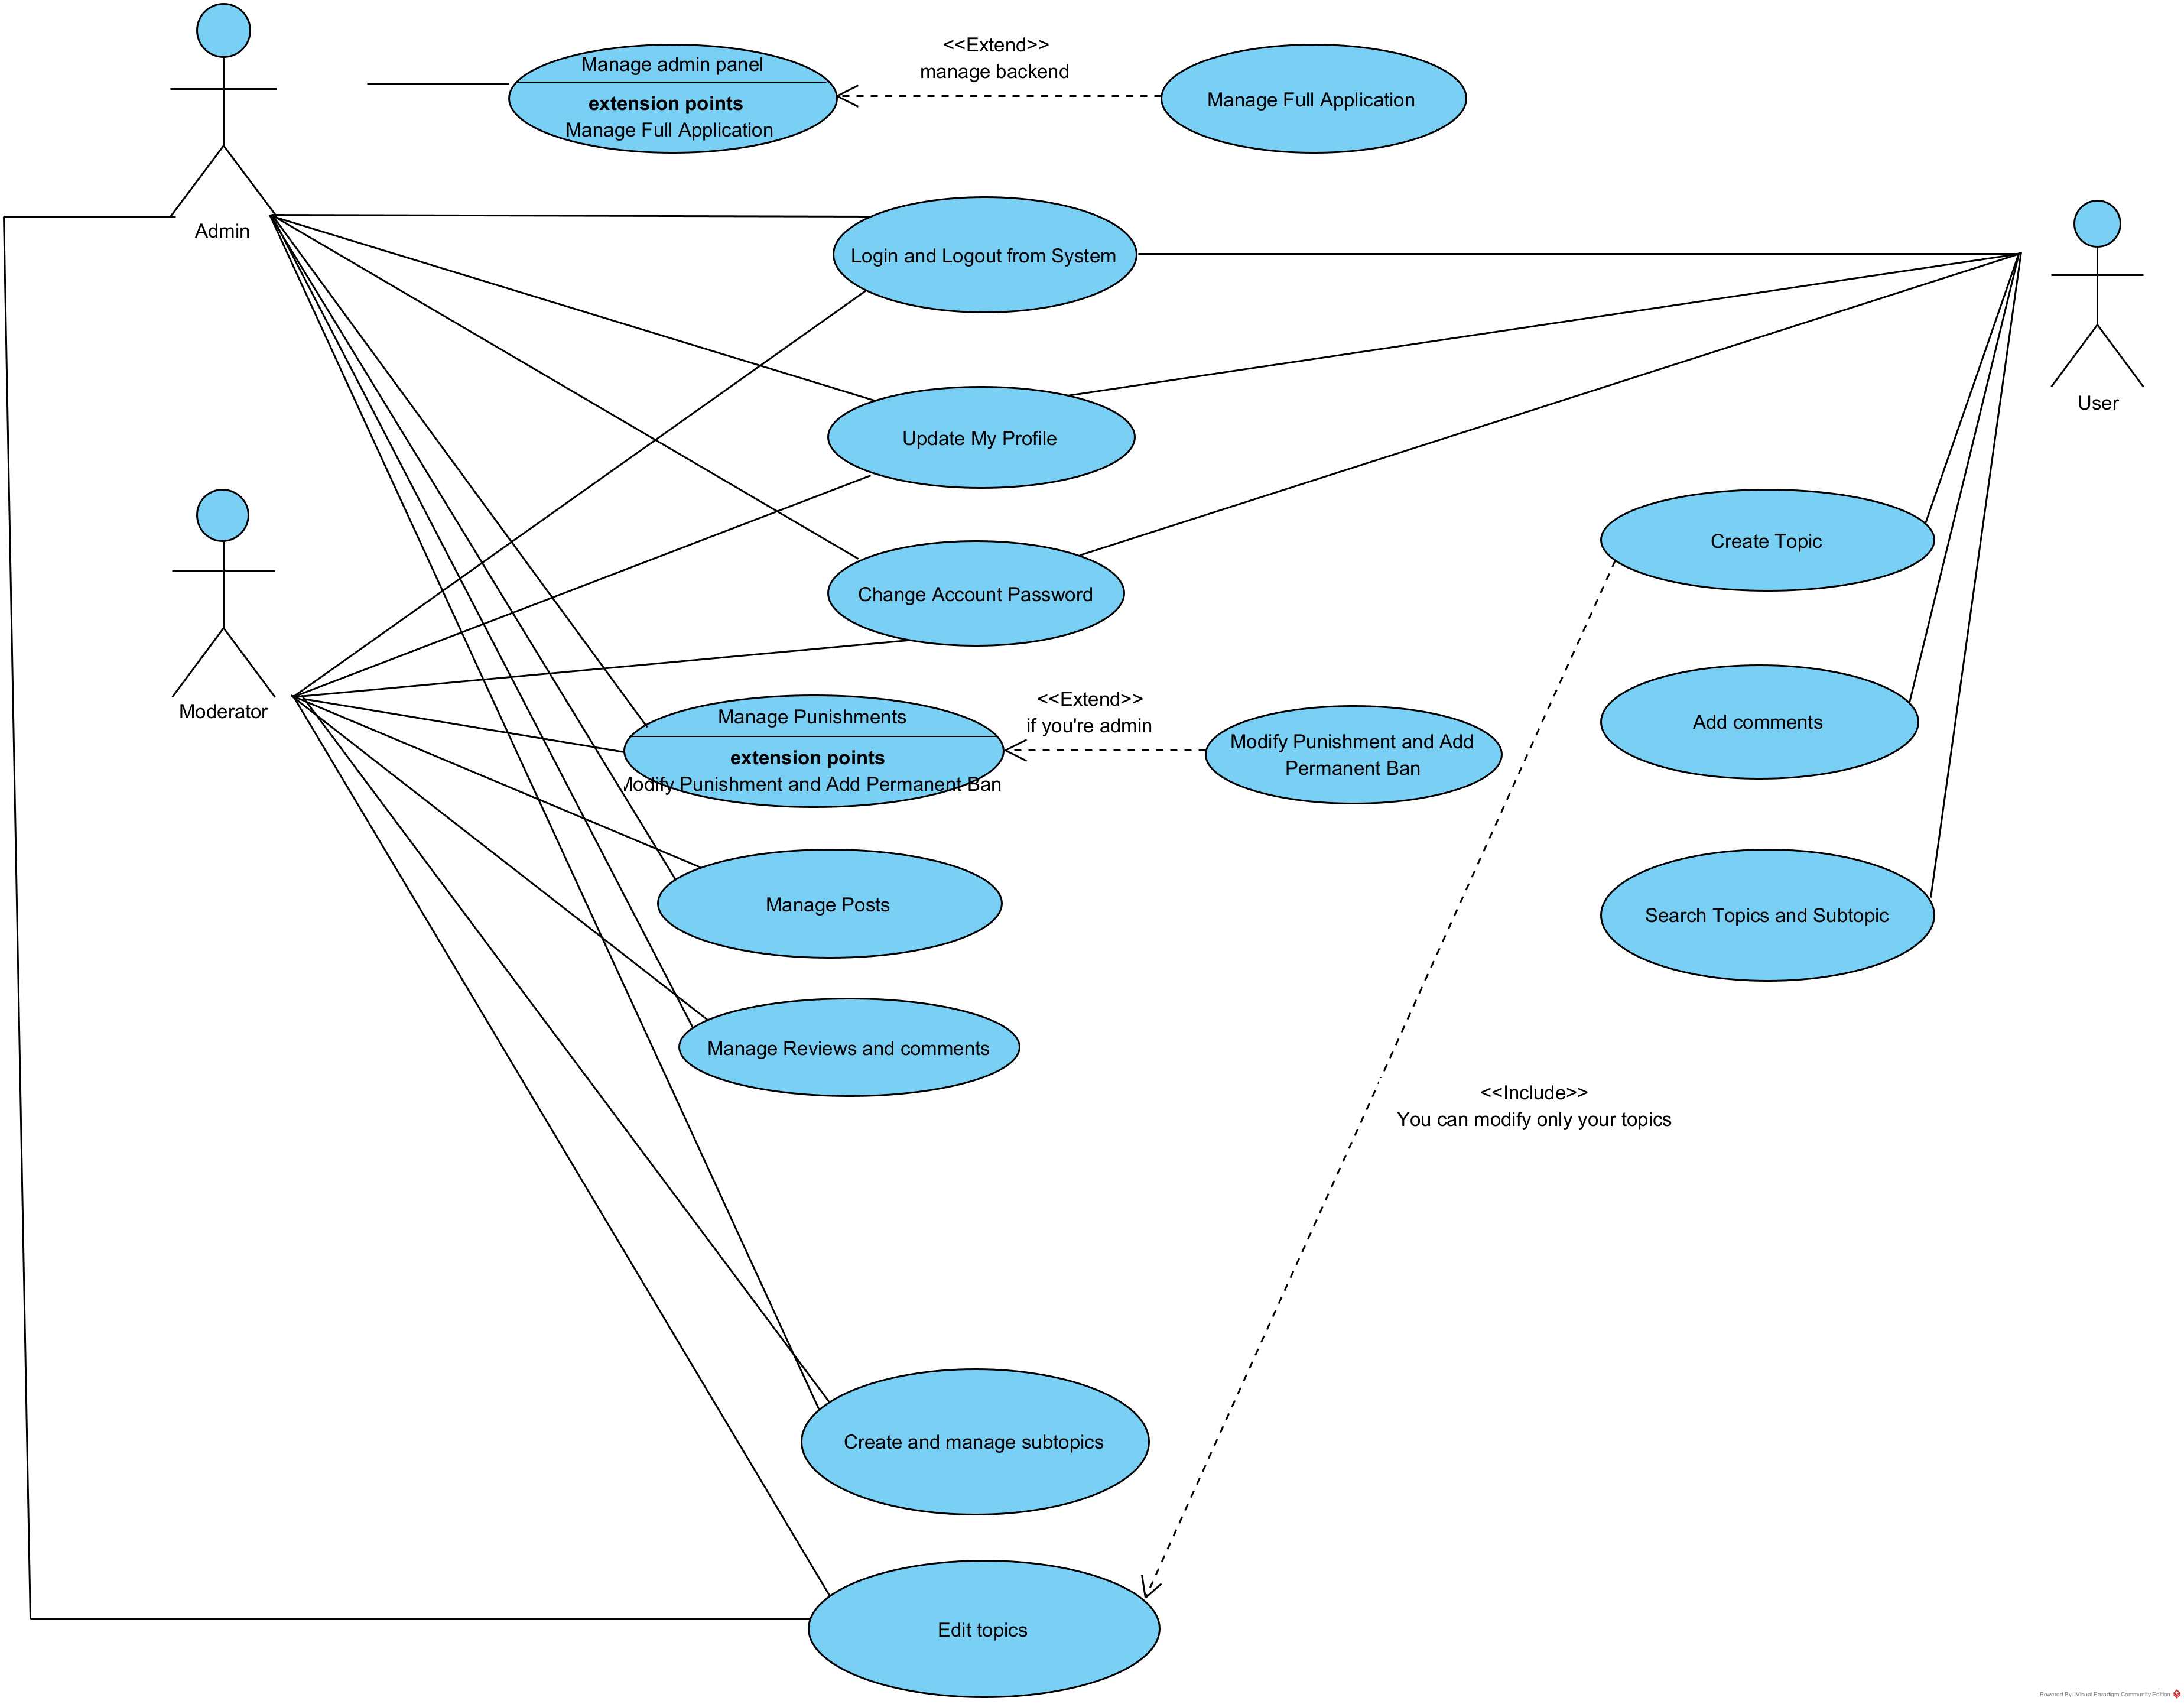 <<Extend>>
manage backend
Manage admin panel
extension points
Manage Full Application
Manage Full Application
Admin
Login and Logout from System
User
Update My Profile
Create Topic
Change Account Password
Moderator
Manage Punishments
extension points
Modify Punishment and Add Permanent Ban
<<Extend>>
if you're admin
Modify Punishment and Add
Permanent Ban
Add comments
Manage Posts
Search Topics and Subtopic
Manage Reviews and comments
<<Include>>
You can modify only your topics
Create and manage subtopics
Edit topics
Powered By: Visual Paradigm Community Edition